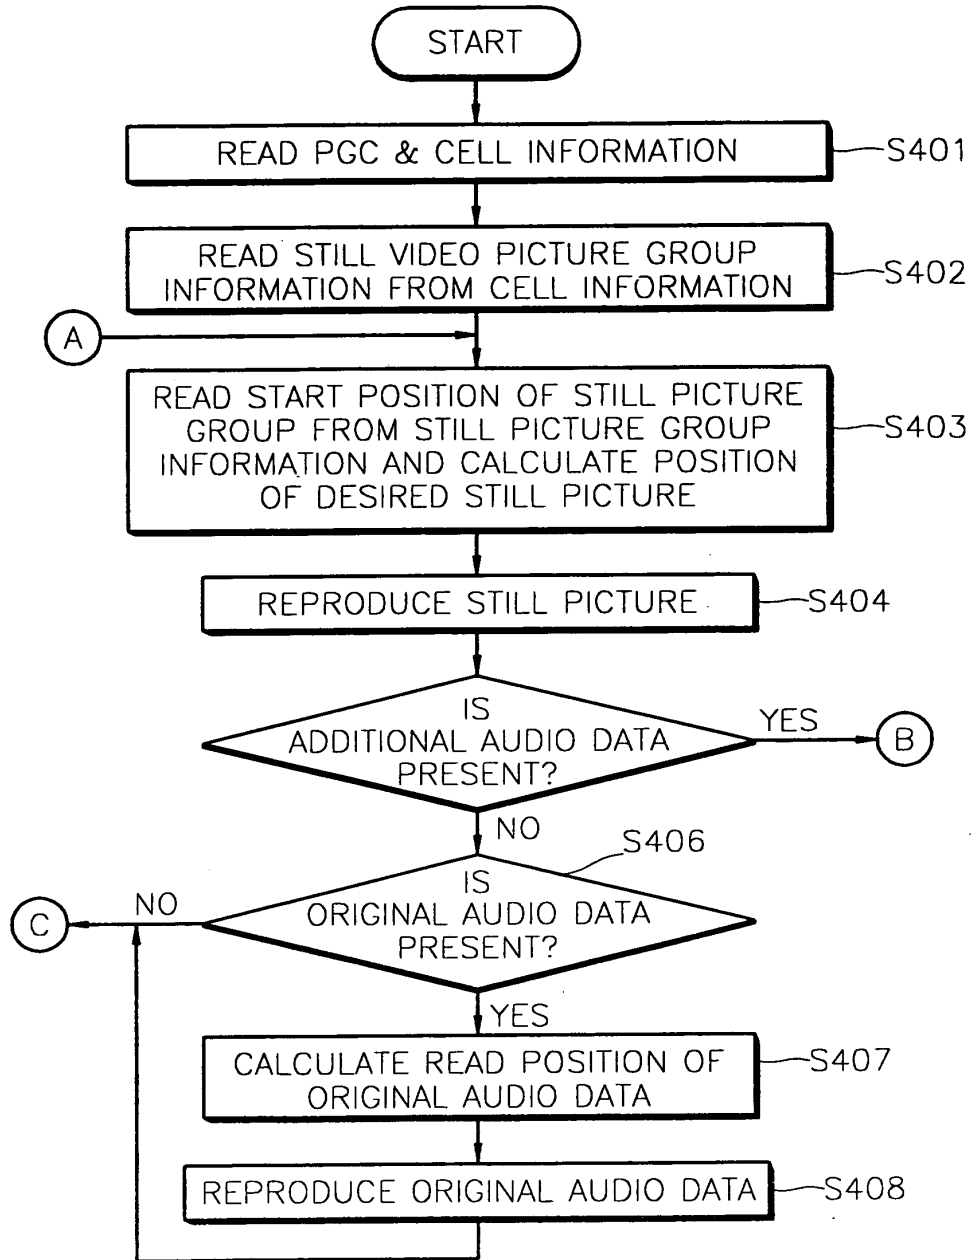 START
READ PGC & CELL INFORMATION
S401
READ STILL VIDEO PICTURE GROUP
INFORMATION FROM CELL INFORMATION
S402
A
READ START POSITION OF STILL PICTURE
GROUP FROM STILL PICTURE GROUP
INFORMATION AND CALCULATE POSITION
OF DESIRED STILL PICTURE
S403
REPRODUCE STILL PICTURE
S404
IS
ADDITIONAL AUDIO DATA
PRESENT?
YES
B
NO
S406
IS
ORIGINAL AUDIO DATA
PRESENT?
NO
C
YES
CALCULATE READ POSITION OF
ORIGINAL AUDIO DATA
S407
REPRODUCE ORIGINAL AUDIO DATA
S408